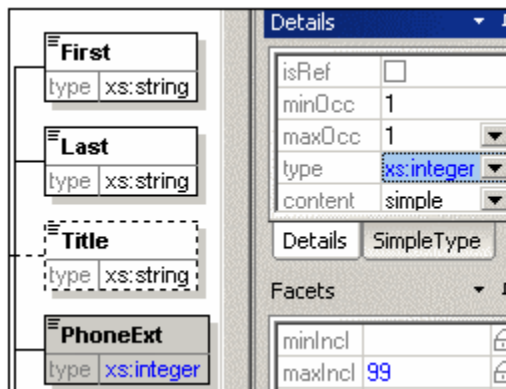 First
type xs:string
Last
type xs:string
Title
type xs:string
PhoneExt
type xs:integer
Details
isRef
minOcc 1
maxOcc 1
type xs:integer
content simple
Details SimpleType
Facets
minIncl
maxIncl 99